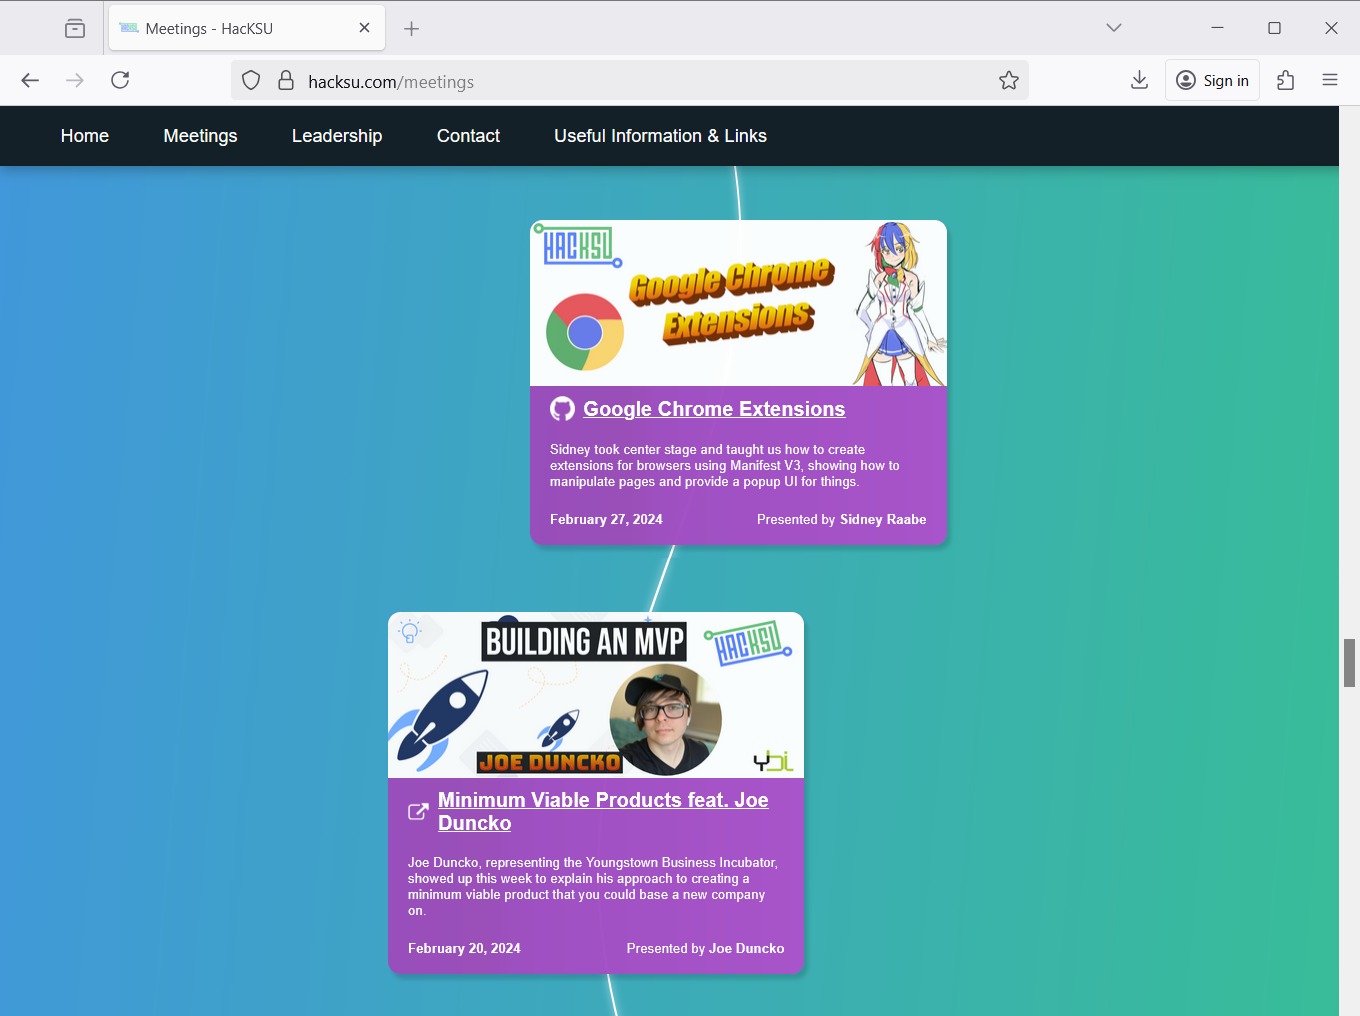 Meetings - HacKSU
hacksu.com/meetings
Sign in
Home
Meetings
Leadership
Contact
Useful Information & Links
HACKSU
Google Chrome
Extensions
Google Chrome Extensions
Sidney took center stage and taught us how to create
extensions for browsers using Manifest V3, showing how to
manipulate pages and provide a popup UI for things.
February 27, 2024
Presented by Sidney Raabe
BUILDING AN MVP
HACKSU
JOE DUNCKO
YBI
Minimum Viable Products feat. Joe
Duncko
Joe Duncko, representing the Youngstown Business Incubator,
showed up this week to explain his approach to creating a
minimum viable product that you could base a new company
on.
February 20, 2024
Presented by Joe Duncko